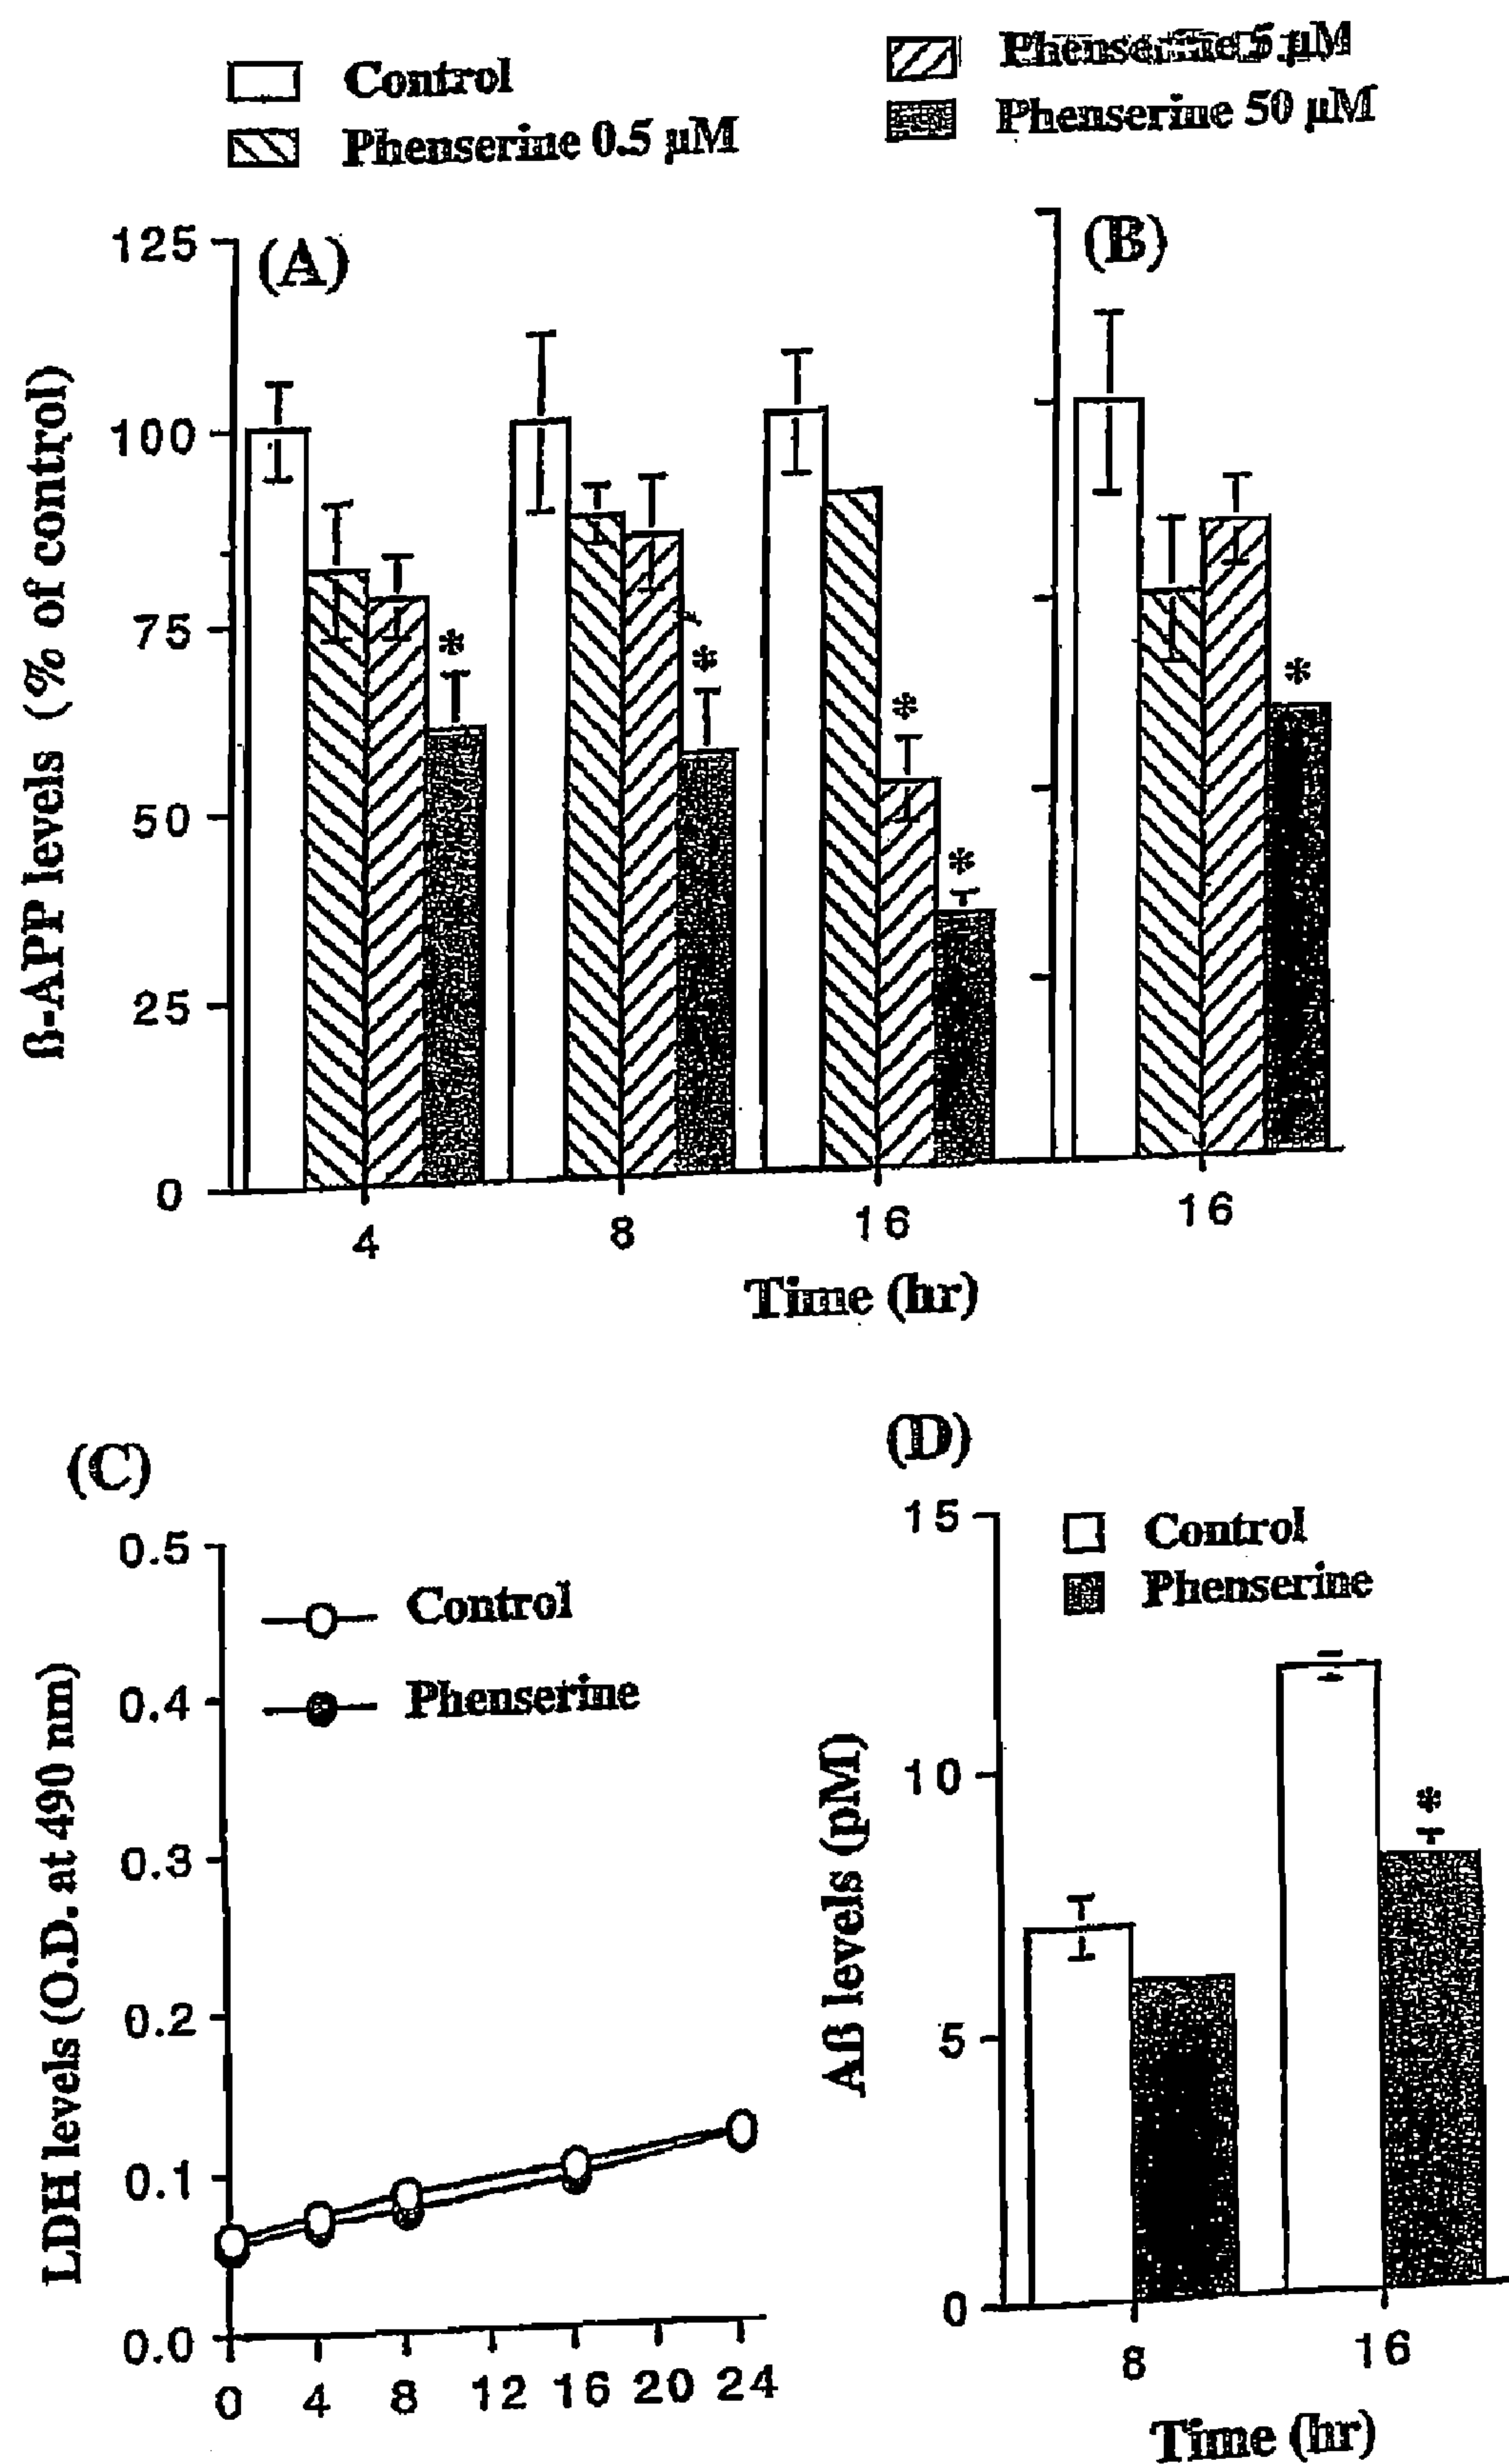 Control
Phenserine 0.5 µM
Phenserine 5 µM
Phenserine 50 µM
(A)
(B)
125
100
75
50
25
0
ß-APP levels (% of control)
4
8
16
16
Time (hr)
*
*
*
*
*
(C)
0.5
0.4
0.3
0.2
0.1
0.0
LDH levels (O.D. at 490 nm)
Control
Phenserine
0 4 8 12 16 20 24
(D)
15
10
5
0
Aß levels (pM)
Control
Phenserine
*
8
16
Time (hr)